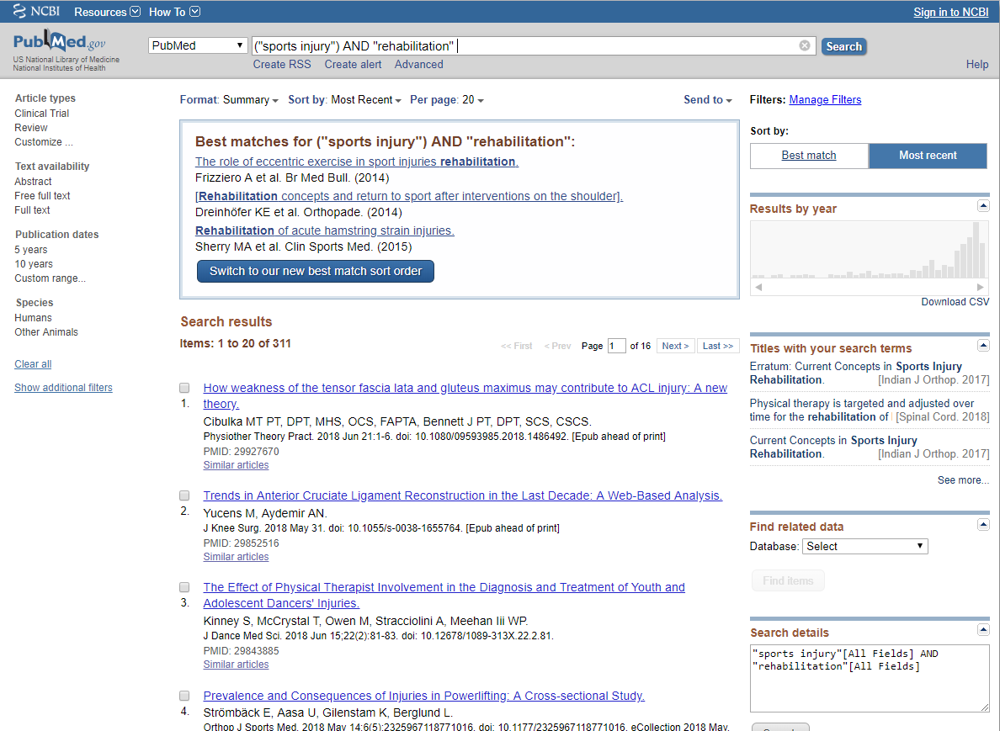 NCBI Resources How To Sign in to NCBI
PubMed.gov
US National Library of Medicine
National Institutes of Health
PubMed
("sports injury") AND "rehabilitation"
Search
Create RSS Create alert Advanced
Help
Article types
Clinical Trial
Review
Customize ...
Text availability
Abstract
Free full text
Full text
Publication dates
5 years
10 years
Custom range...
Species
Humans
Other Animals
Clear all
Show additional filters
Format: Summary Sort by: Most Recent Per page: 20 Send to
Best matches for ("sports injury") AND "rehabilitation":
The role of eccentric exercise in sport injuries rehabilitation.
Frizziero A et al. Br Med Bull. (2014)
[Rehabilitation concepts and return to sport after interventions on the shoulder].
Dreinhöfer KE et al. Orthopade. (2014)
Rehabilitation of acute hamstring strain injuries.
Sherry MA et al. Clin Sports Med. (2015)
Switch to our new best match sort order
Search results
Items: 1 to 20 of 311
<< First < Prev Page 1 of 16 Next > Last >>
How weakness of the tensor fascia lata and gluteus maximus may contribute to ACL injury: A new
1. theory.
Cibulka MT PT, DPT, MHS, OCS, FAPTA, Bennett J PT, DPT, SCS, CSCS.
Physiother Theory Pract. 2018 Jun 21:1-6. doi: 10.1080/09593985.2018.1486492. [Epub ahead of print]
PMID: 29927670
Similar articles
Trends in Anterior Cruciate Ligament Reconstruction in the Last Decade: A Web-Based Analysis.
2. Yucens M, Aydemir AN.
J Knee Surg. 2018 May 31. doi: 10.1055/s-0038-1655764. [Epub ahead of print]
PMID: 29852516
Similar articles
The Effect of Physical Therapist Involvement in the Diagnosis and Treatment of Youth and
3. Adolescent Dancers' Injuries.
Kinney S, McCrystal T, Owen M, Stracciolini A, Meehan Iii WP.
J Dance Med Sci. 2018 Jun 15;22(2):81-83. doi: 10.12678/1089-313X.22.2.81.
PMID: 29843885
Similar articles
Prevalence and Consequences of Injuries in Powerlifting: A Cross-sectional Study.
4. Strömbäck E, Aasa U, Gilenstam K, Berglund L.
Orthop J Sports Med. 2018 May 14;6(5):2325967118771016. doi: 10.1177/2325967118771016. eCollection 2018 May.
Filters: Manage Filters
Sort by:
Best match Most recent
Results by year
Download CSV
Titles with your search terms
Erratum: Current Concepts in Sports Injury
Rehabilitation. [Indian J Orthop. 2017]
Physical therapy is targeted and adjusted over
time for the rehabilitation of [Spinal Cord. 2018]
Current Concepts in Sports Injury
Rehabilitation. [Indian J Orthop. 2017]
See more...
Find related data
Database: Select
Find items
Search details
"sports injury"[All Fields] AND
"rehabilitation"[All Fields]